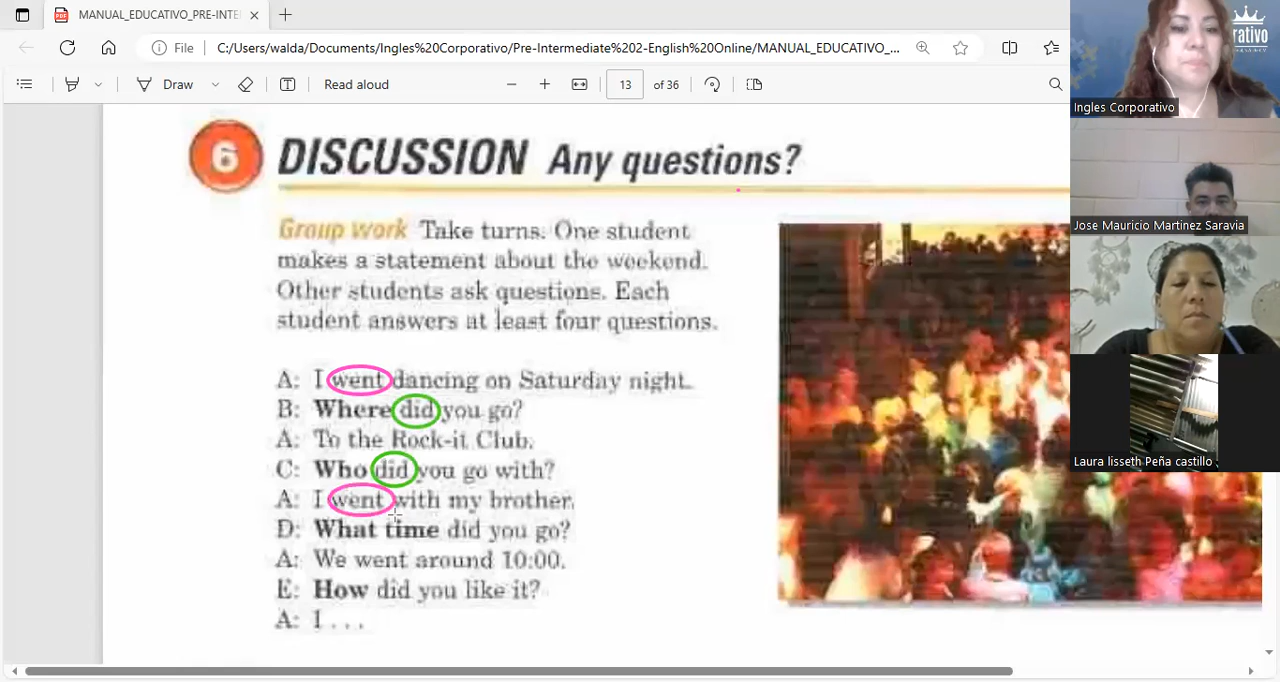 MANUAL_EDUCATIVO_PRE-INTE
File
C:/Users/walda/Documents/Ingles%20Corporativo/Pre-Intermediate%202-English%20Online/MANUAL_EDUCATIVO_...
Draw
Read aloud
13 of 36
rativo
Ingles Corporativo
Jose Mauricio Martinez Saravia
Laura lisseth Peña castillo
6 DISCUSSION Any questions?
Group work Take turns. One student
makes a statement about the weekend.
Other students ask questions. Each
student answers at least four questions.
A: I went dancing on Saturday night.
B: Where did you go?
A: To the Rock-it Club.
C: Who did you go with?
A: I went with my brother.
D: What time did you go?
A: We went around 10:00.
E: How did you like it?
A: I . . .